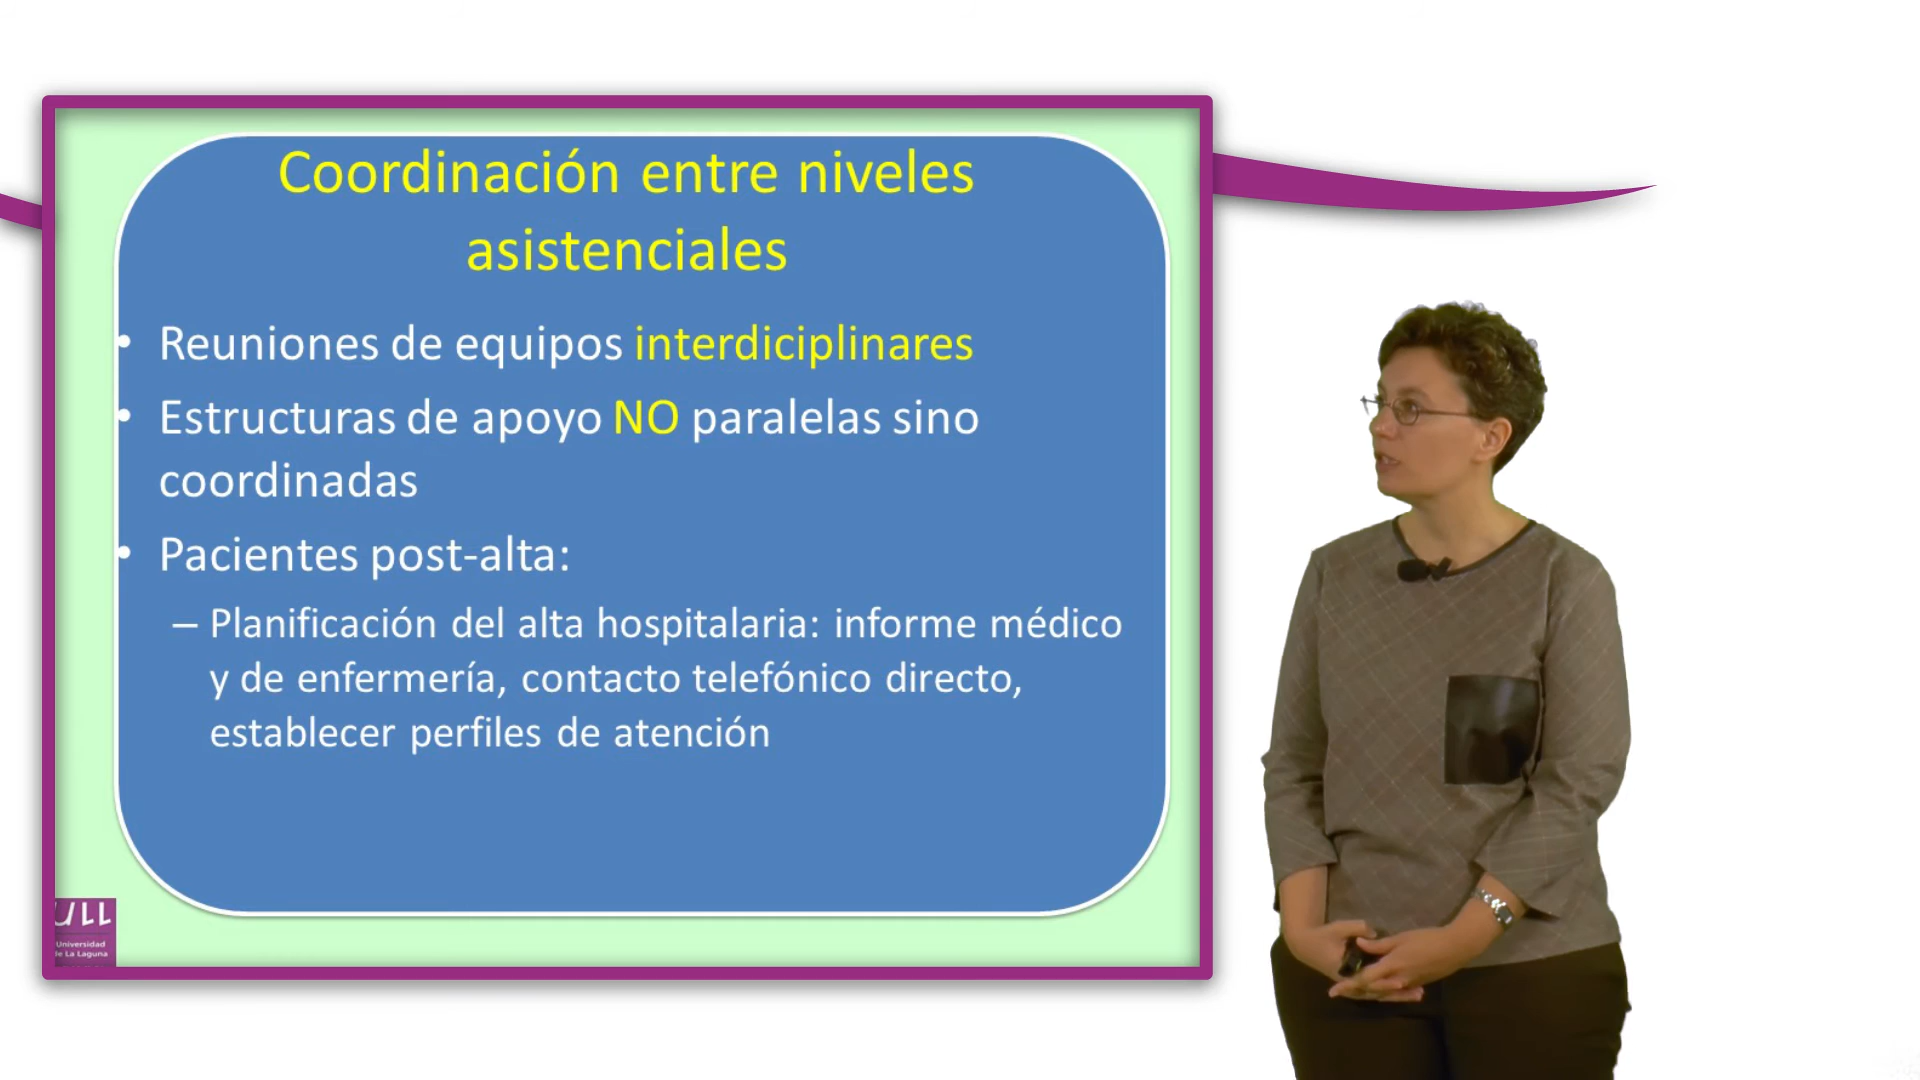 Coordinación entre niveles
asistenciales
• Reuniones de equipos interdiciplinares
• Estructuras de apoyo NO paralelas sino
coordinadas
• Pacientes post-alta:
– Planificación del alta hospitalaria: informe médico
y de enfermería, contacto telefónico directo,
establecer perfiles de atención
ULL
Universidad
de La Laguna